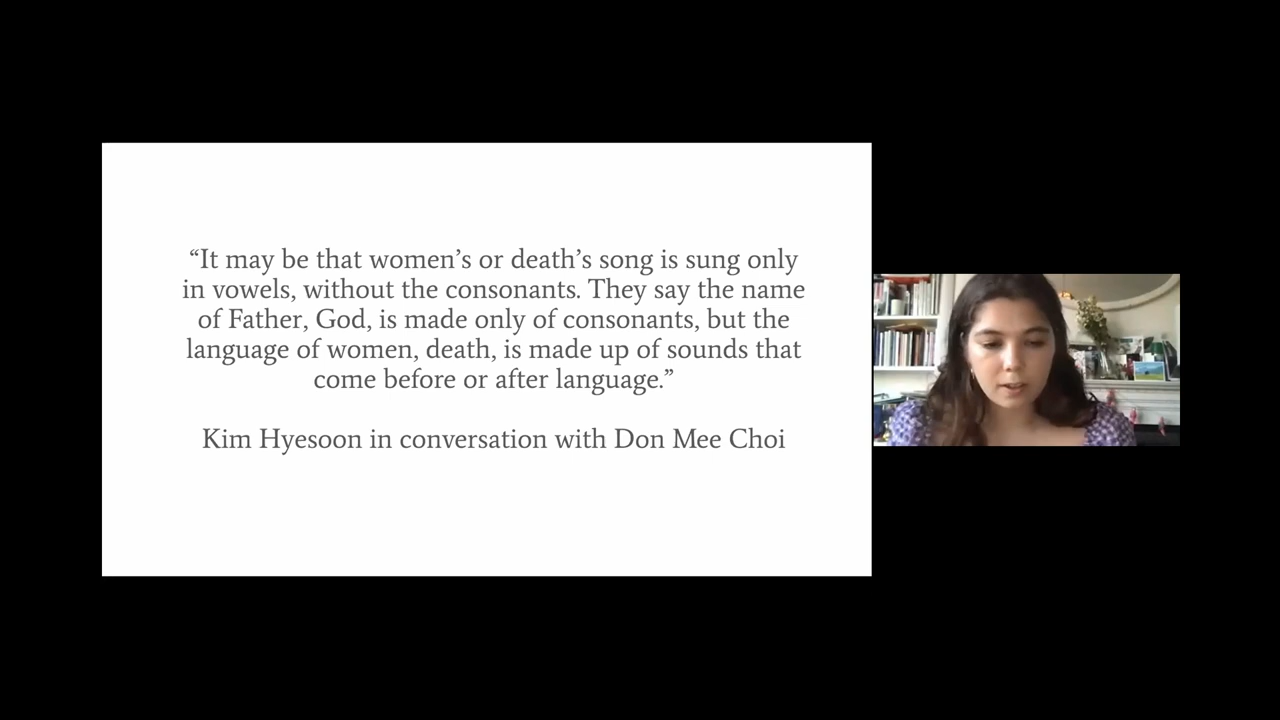 “It may be that women’s or death’s song is sung only
in vowels, without the consonants. They say the name
of Father, God, is made only of consonants, but the
language of women, death, is made up of sounds that
come before or after language.”
Kim Hyesoon in conversation with Don Mee Choi